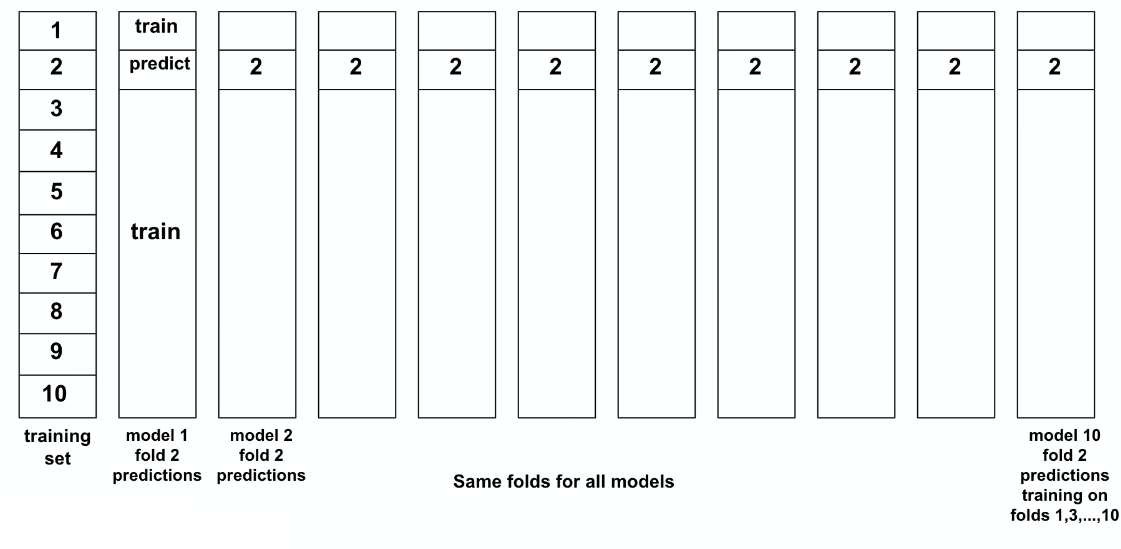 1
train
2
predict
2
2
2
2
2
2
2
2
2
3
4
5
6
train
7
8
9
10
training
set
model 1
fold 2
predictions
model 2
fold 2
predictions
Same folds for all models
model 10
fold 2
predictions
training on
folds 1,3,...,10